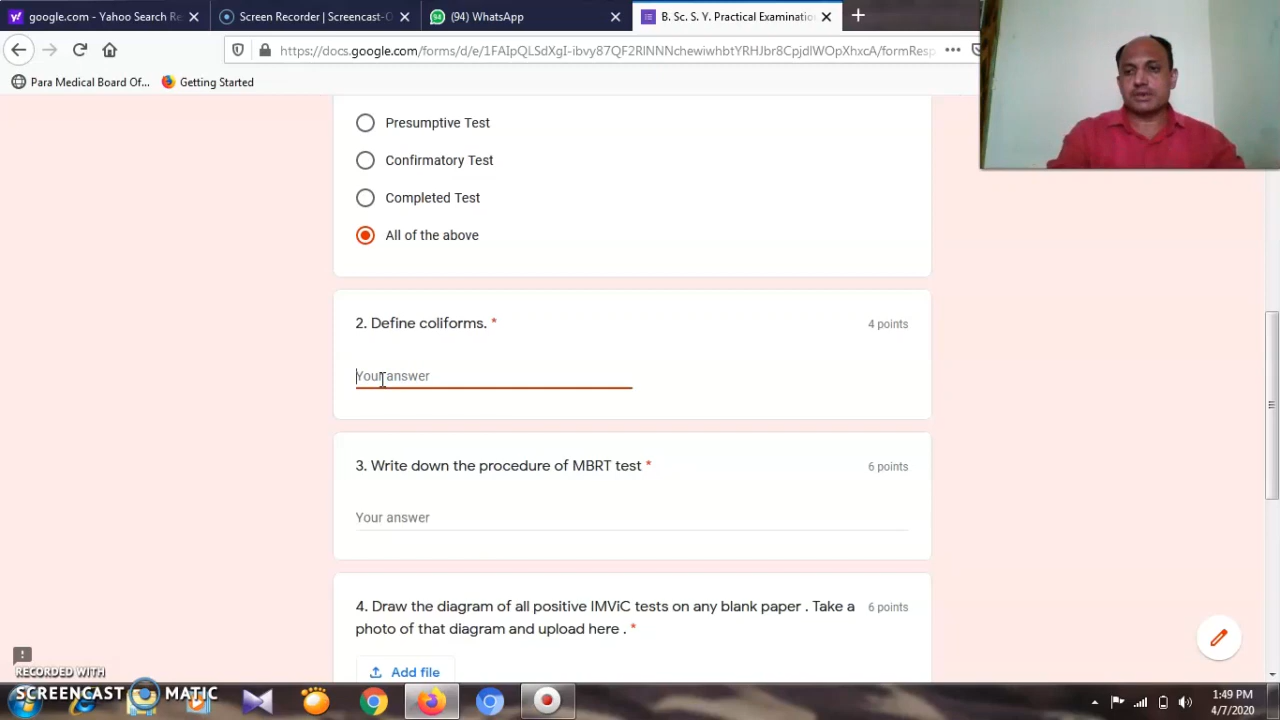 google.com - Yahoo Search Re
Screen Recorder | Screencast-O
(94) WhatsApp
B. Sc. S. Y. Practical Examinatio
https://docs.google.com/forms/d/e/1FAIpQLSdXgI-ibvy87QF2RlNNNchewiwhbtYRHJbr8CpjdlWOpXhxcA/formResp
Para Medical Board Of...
Getting Started
Presumptive Test
Confirmatory Test
Completed Test
All of the above
2. Define coliforms. *
4 points
Your answer
3. Write down the procedure of MBRT test *
6 points
Your answer
4. Draw the diagram of all positive IMViC tests on any blank paper . Take a
6 points
photo of that diagram and upload here . *
Add file
RECORDED WITH
SCREENCAST MATIC
1:49 PM
4/7/2020